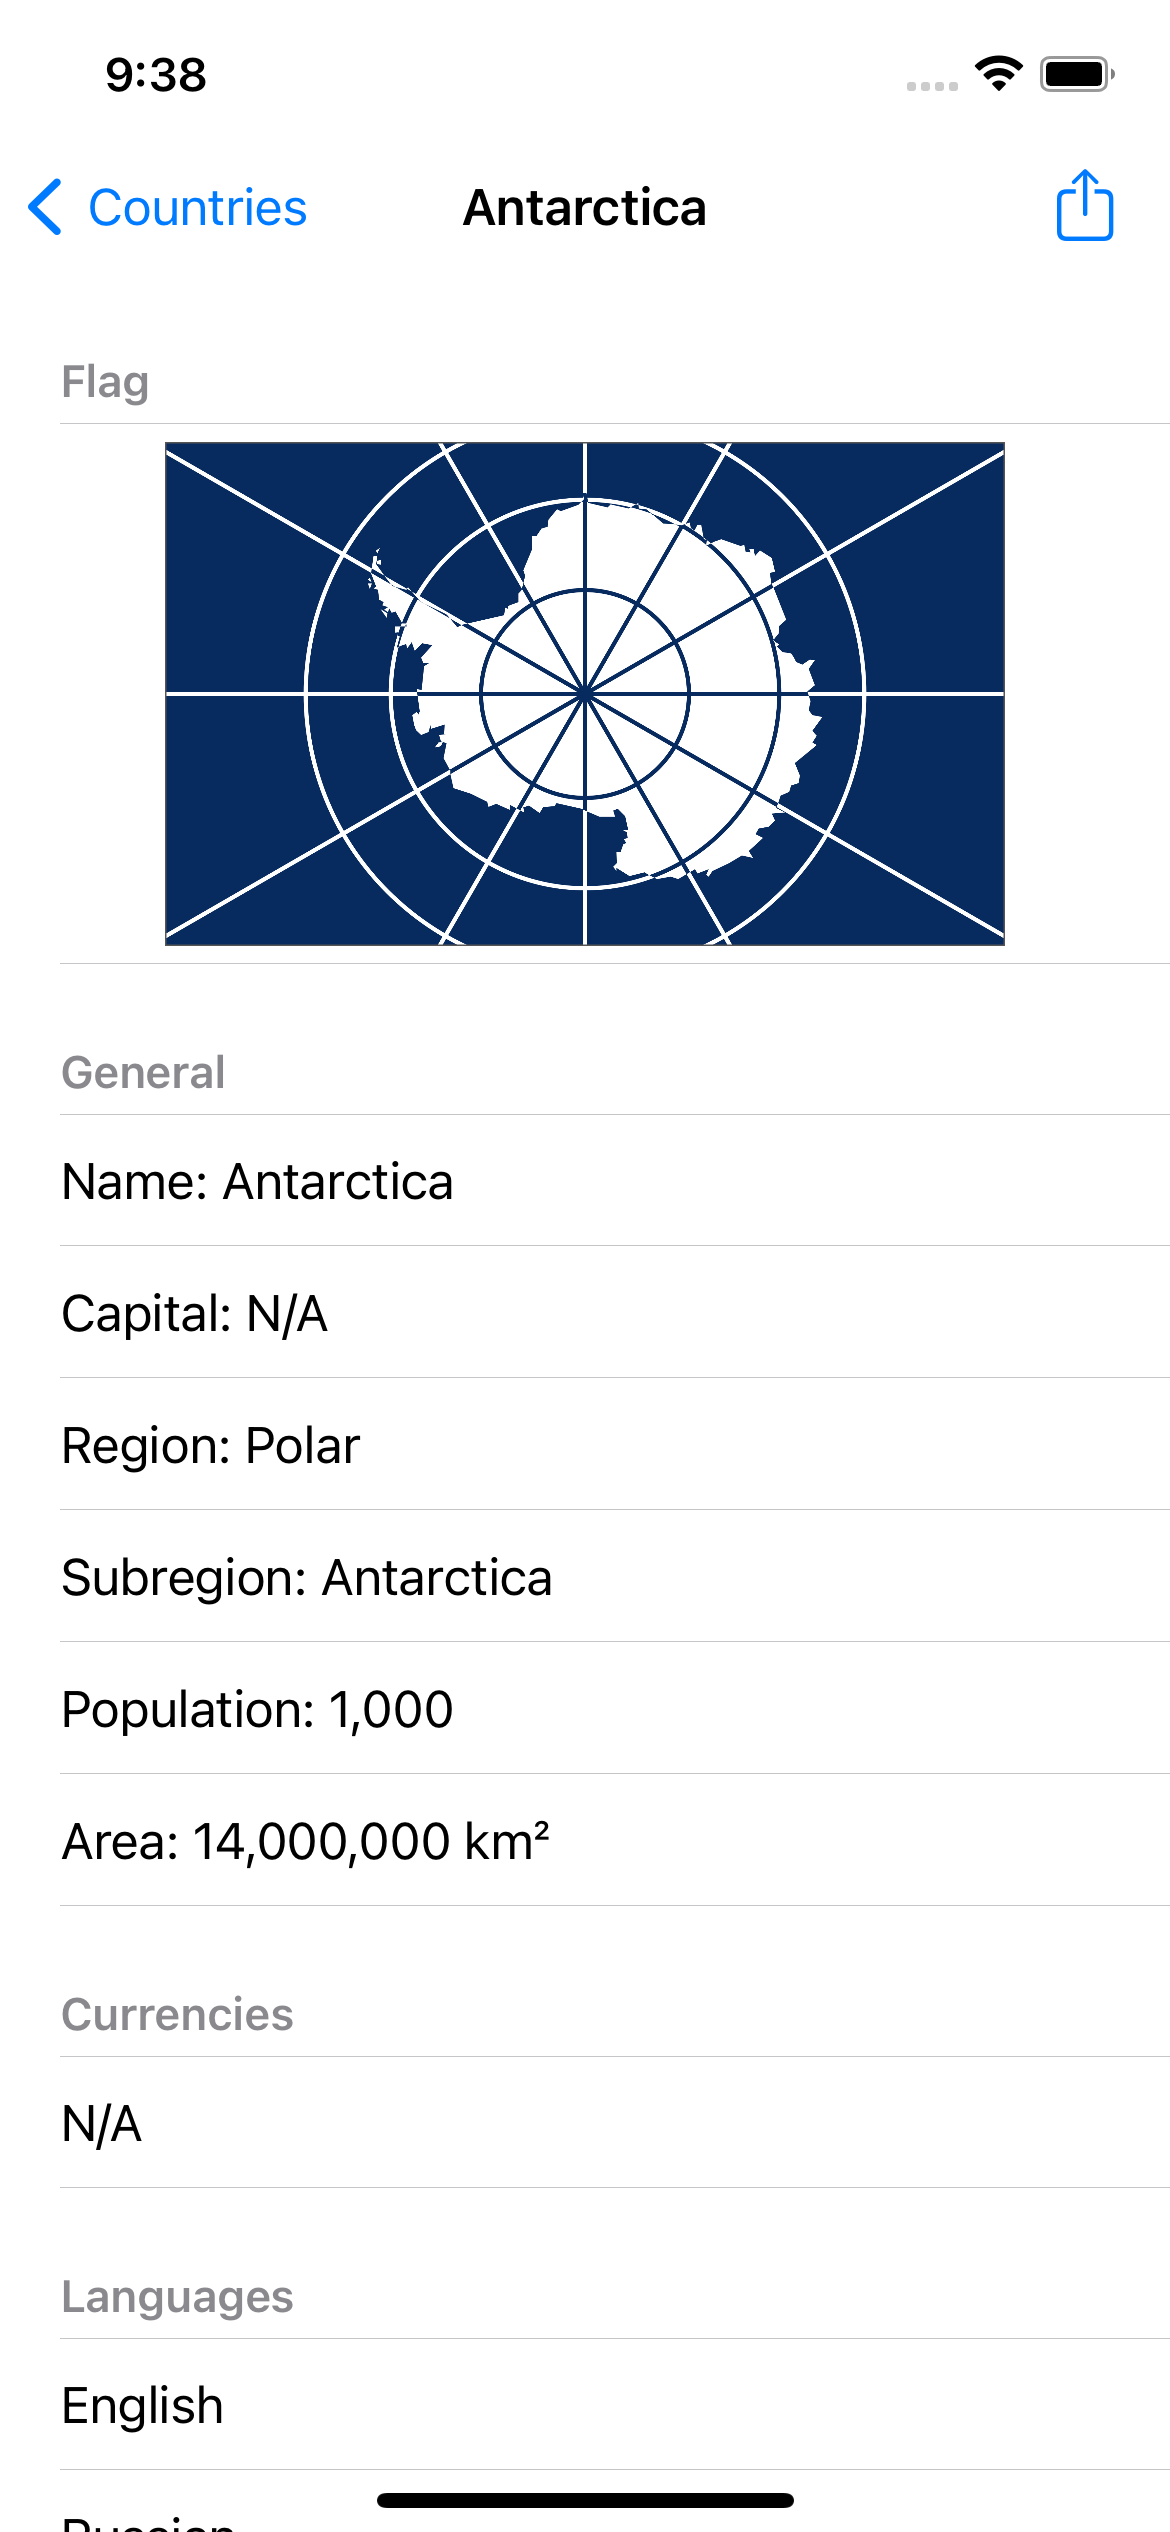 9:38
Countries
Antarctica
Flag
General
Name: Antarctica
Capital: N/A
Region: Polar
Subregion: Antarctica
Population: 1,000
Area: 14,000,000 km²
Currencies
N/A
Languages
English
Russian